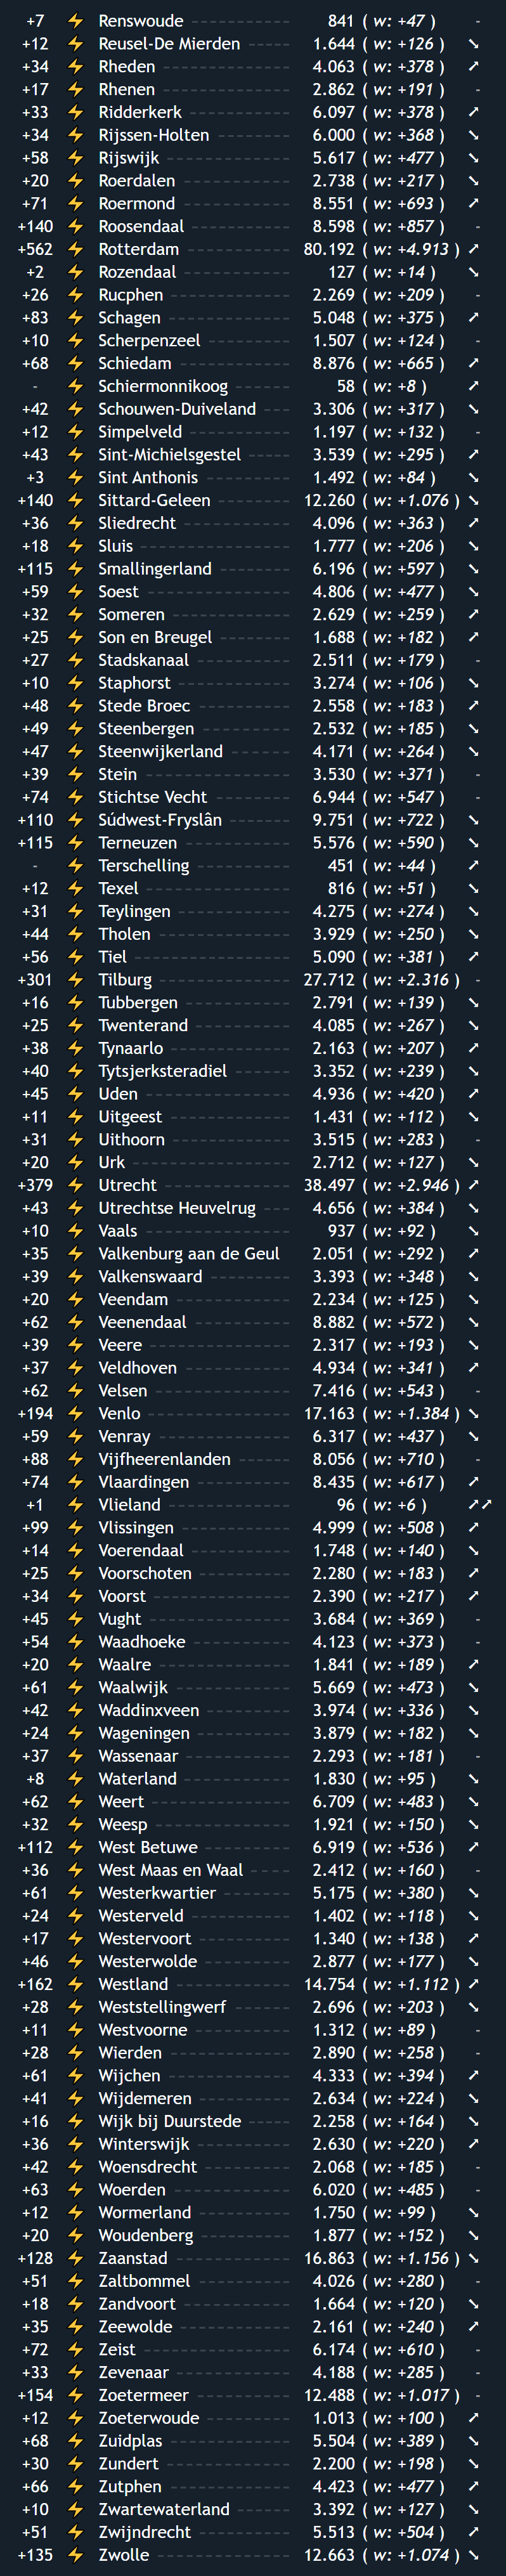 +7 ⚡ Renswoude ------------ 841 ( w: +47 ) -
+12 ⚡ Reusel-De Mierden ------ 1.644 ( w: +126 ) ➘
+34 ⚡ Rheden --------------- 4.063 ( w: +378 ) ➚
+17 ⚡ Rhenen --------------- 2.862 ( w: +191 ) -
+33 ⚡ Ridderkerk ------------ 6.097 ( w: +378 ) ➚
+34 ⚡ Rijssen-Holten --------- 6.000 ( w: +368 ) ➘
+58 ⚡ Rijswijk --------------- 5.617 ( w: +477 ) ➘
+20 ⚡ Roerdalen ------------- 2.738 ( w: +217 ) ➘
+71 ⚡ Roermond ------------- 8.551 ( w: +693 ) ➚
+140 ⚡ Roosendaal ------------ 8.598 ( w: +857 ) -
+562 ⚡ Rotterdam ------------ 80.192 ( w: +4.913 ) ➚
+2 ⚡ Rozendaal ------------- 127 ( w: +14 ) ➘
+26 ⚡ Rucphen -------------- 2.269 ( w: +209 ) -
+83 ⚡ Schagen -------------- 5.048 ( w: +375 ) ➚
+10 ⚡ Scherpenzeel ---------- 1.507 ( w: +124 ) -
+68 ⚡ Schiedam ------------- 8.876 ( w: +665 ) ➚
- ⚡ Schiermonnikoog ------- 58 ( w: +8 ) ➚
+42 ⚡ Schouwen-Duiveland ---- 3.306 ( w: +317 ) ➘
+12 ⚡ Simpelveld ------------ 1.197 ( w: +132 ) -
+43 ⚡ Sint-Michielsgestel ----- 3.539 ( w: +295 ) ➚
+3 ⚡ Sint Anthonis ---------- 1.492 ( w: +84 ) ➘
+140 ⚡ Sittard-Geleen --------- 12.260 ( w: +1.076 ) ➘
+36 ⚡ Sliedrecht ------------- 4.096 ( w: +363 ) ➚
+18 ⚡ Sluis ------------------ 1.777 ( w: +206 ) ➘
+115 ⚡ Smallingerland --------- 6.196 ( w: +597 ) ➘
+59 ⚡ Soest ----------------- 4.806 ( w: +477 ) ➘
+32 ⚡ Someren -------------- 2.629 ( w: +259 ) ➚
+25 ⚡ Son en Breugel --------- 1.688 ( w: +182 ) ➚
+27 ⚡ Stadskanaal ------------ 2.511 ( w: +179 ) -
+10 ⚡ Staphorst ------------- 3.274 ( w: +106 ) ➘
+48 ⚡ Stede Broec ----------- 2.558 ( w: +183 ) ➚
+49 ⚡ Steenbergen ----------- 2.532 ( w: +185 ) ➘
+47 ⚡ Steenwijkerland -------- 4.171 ( w: +264 ) ➘
+39 ⚡ Stein ----------------- 3.530 ( w: +371 ) -
+74 ⚡ Stichtse Vecht --------- 6.944 ( w: +547 ) -
+110 ⚡ Súdwest-Fryslân -------- 9.751 ( w: +722 ) ➘
+115 ⚡ Terneuzen ------------- 5.576 ( w: +590 ) ➘
- ⚡ Terschelling ----------- 451 ( w: +44 ) ➚
+12 ⚡ Texel ----------------- 816 ( w: +51 ) ➘
+31 ⚡ Teylingen ------------- 4.275 ( w: +274 ) ➘
+44 ⚡ Tholen --------------- 3.929 ( w: +250 ) ➘
+56 ⚡ Tiel ------------------ 5.090 ( w: +381 ) ➚
+301 ⚡ Tilburg --------------- 27.712 ( w: +2.316 ) -
+16 ⚡ Tubbergen ------------ 2.791 ( w: +139 ) ➘
+25 ⚡ Twenterand ----------- 4.085 ( w: +267 ) ➘
+38 ⚡ Tynaarlo ------------- 2.163 ( w: +207 ) ➚
+40 ⚡ Tytsjerksteradiel ------- 3.352 ( w: +239 ) ➘
+45 ⚡ Uden ----------------- 4.936 ( w: +420 ) ➚
+11 ⚡ Uitgeest -------------- 1.431 ( w: +112 ) ➘
+31 ⚡ Uithoorn ------------- 3.515 ( w: +283 ) -
+20 ⚡ Urk ------------------ 2.712 ( w: +127 ) ➘
+379 ⚡ Utrecht --------------- 38.497 ( w: +2.946 ) ➚
+43 ⚡ Utrechtse Heuvelrug ---- 4.656 ( w: +384 ) ➘
+10 ⚡ Vaals ----------------- 937 ( w: +92 ) ➘
+35 ⚡ Valkenburg aan de Geul 2.051 ( w: +292 ) ➚
+39 ⚡ Valkenswaard --------- 3.393 ( w: +348 ) ➘
+20 ⚡ Veendam ------------- 2.234 ( w: +125 ) ➘
+62 ⚡ Veenendaal ----------- 8.882 ( w: +572 ) ➘
+39 ⚡ Veere ---------------- 2.317 ( w: +193 ) ➘
+37 ⚡ Veldhoven ------------ 4.934 ( w: +341 ) ➚
+62 ⚡ Velsen --------------- 7.416 ( w: +543 ) -
+194 ⚡ Venlo ---------------- 17.163 ( w: +1.384 ) ➘
+59 ⚡ Venray --------------- 6.317 ( w: +437 ) ➘
+88 ⚡ Vijfheerenlanden ------- 8.056 ( w: +710 ) -
+74 ⚡ Vlaardingen ----------- 8.435 ( w: +617 ) ➚
+1 ⚡ Vlieland -------------- 96 ( w: +6 ) ➚➚
+99 ⚡ Vlissingen ------------ 4.999 ( w: +508 ) ➚
+14 ⚡ Voerendaal ------------ 1.748 ( w: +140 ) ➘
+25 ⚡ Voorschoten ----------- 2.280 ( w: +183 ) ➚
+34 ⚡ Voorst ---------------- 2.390 ( w: +217 ) ➚
+45 ⚡ Vught ---------------- 3.684 ( w: +369 ) -
+54 ⚡ Waadhoeke ----------- 4.123 ( w: +373 ) -
+20 ⚡ Waalre --------------- 1.841 ( w: +189 ) ➚
+61 ⚡ Waalwijk ------------- 5.669 ( w: +473 ) ➘
+42 ⚡ Waddinxveen ---------- 3.974 ( w: +336 ) ➘
+24 ⚡ Wageningen ----------- 3.879 ( w: +182 ) ➘
+37 ⚡ Wassenaar ------------ 2.293 ( w: +181 ) -
+8 ⚡ Waterland ------------ 1.830 ( w: +95 ) ➘
+62 ⚡ Weert ---------------- 6.709 ( w: +483 ) ➘
+32 ⚡ Weesp ---------------- 1.921 ( w: +150 ) ➘
+112 ⚡ West Betuwe ---------- 6.919 ( w: +536 ) ➚
+36 ⚡ West Maas en Waal ----- 2.412 ( w: +160 ) -
+61 ⚡ Westerkwartier -------- 5.175 ( w: +380 ) ➘
+24 ⚡ Westerveld ------------ 1.402 ( w: +118 ) ➘
+17 ⚡ Westervoort ----------- 1.340 ( w: +138 ) ➚
+46 ⚡ Westerwolde ---------- 2.877 ( w: +177 ) ➘
+162 ⚡ Westland ------------- 14.754 ( w: +1.112 ) ➚
+28 ⚡ Weststellingwerf ------- 2.696 ( w: +203 ) ➘
+11 ⚡ Westvoorne ----------- 1.312 ( w: +89 ) -
+28 ⚡ Wierden -------------- 2.890 ( w: +258 ) -
+61 ⚡ Wijchen -------------- 4.333 ( w: +394 ) ➚
+41 ⚡ Wijdemeren ----------- 2.634 ( w: +224 ) ➘
+16 ⚡ Wijk bij Duurstede ----- 2.258 ( w: +164 ) ➘
+36 ⚡ Winterswijk ----------- 2.630 ( w: +220 ) ➚
+42 ⚡ Woensdrecht ---------- 2.068 ( w: +185 ) -
+63 ⚡ Woerden -------------- 6.020 ( w: +485 ) -
+12 ⚡ Wormerland ----------- 1.750 ( w: +99 ) ➘
+20 ⚡ Woudenberg ---------- 1.877 ( w: +152 ) ➘
+128 ⚡ Zaanstad ------------- 16.863 ( w: +1.156 ) ➘
+51 ⚡ Zaltbommel ----------- 4.026 ( w: +280 ) -
+18 ⚡ Zandvoort ------------ 1.664 ( w: +120 ) ➘
+35 ⚡ Zeewolde ------------- 2.161 ( w: +240 ) ➚
+72 ⚡ Zeist ----------------- 6.174 ( w: +610 ) -
+33 ⚡ Zevenaar ------------- 4.188 ( w: +285 ) -
+154 ⚡ Zoetermeer ----------- 12.488 ( w: +1.017 ) -
+12 ⚡ Zoeterwoude ---------- 1.013 ( w: +100 ) ➚
+68 ⚡ Zuidplas -------------- 5.504 ( w: +389 ) ➘
+30 ⚡ Zundert -------------- 2.200 ( w: +198 ) ➘
+66 ⚡ Zutphen -------------- 4.423 ( w: +477 ) ➚
+10 ⚡ Zwartewaterland ------- 3.392 ( w: +127 ) ➘
+51 ⚡ Zwijndrecht ----------- 5.513 ( w: +504 ) ➚
+135 ⚡ Zwolle --------------- 12.663 ( w: +1.074 ) ➘